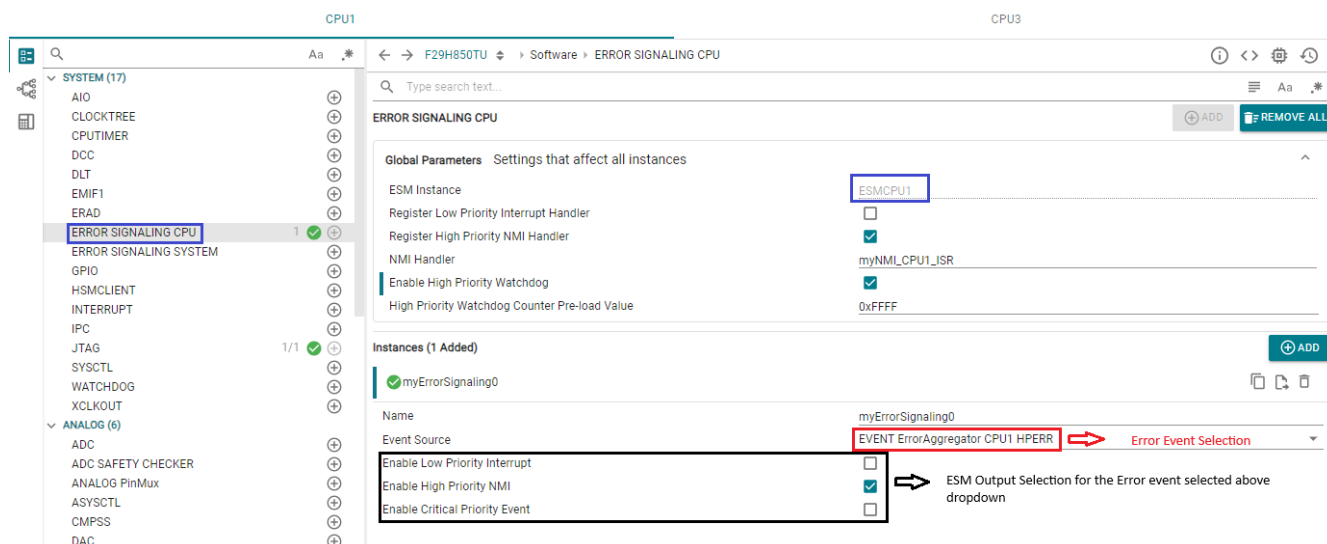 CPU1 CPU3
Aa .*
F29H850TU Software ERROR SIGNALING CPU
SYSTEM (17)
AIO
CLOCKTREE
CPUTIMER
DCC
DLT
EMIF1
ERAD
ERROR SIGNALING CPU 1
ERROR SIGNALING SYSTEM
GPIO
HSMCLIENT
INTERRUPT
IPC
JTAG 1/1
SYSCTL
WATCHDOG
XCLKOUT
ANALOG (6)
ADC
ADC SAFETY CHECKER
ANALOG PinMux
ASYSCTL
CMPSS
DAC
Type search text... Aa .*
ERROR SIGNALING CPU ADD REMOVE ALL
Global Parameters Settings that affect all instances
ESM Instance ESMCPU1
Register Low Priority Interrupt Handler
Register High Priority NMI Handler
NMI Handler myNMI_CPU1_ISR
Enable High Priority Watchdog
High Priority Watchdog Counter Pre-load Value 0xFFFF
Instances (1 Added) ADD
myErrorSignaling0
Name myErrorSignaling0
Event Source EVENT ErrorAggregator CPU1 HPERR Error Event Selection
Enable Low Priority Interrupt
Enable High Priority NMI
Enable Critical Priority Event
ESM Output Selection for the Error event selected above
dropdown